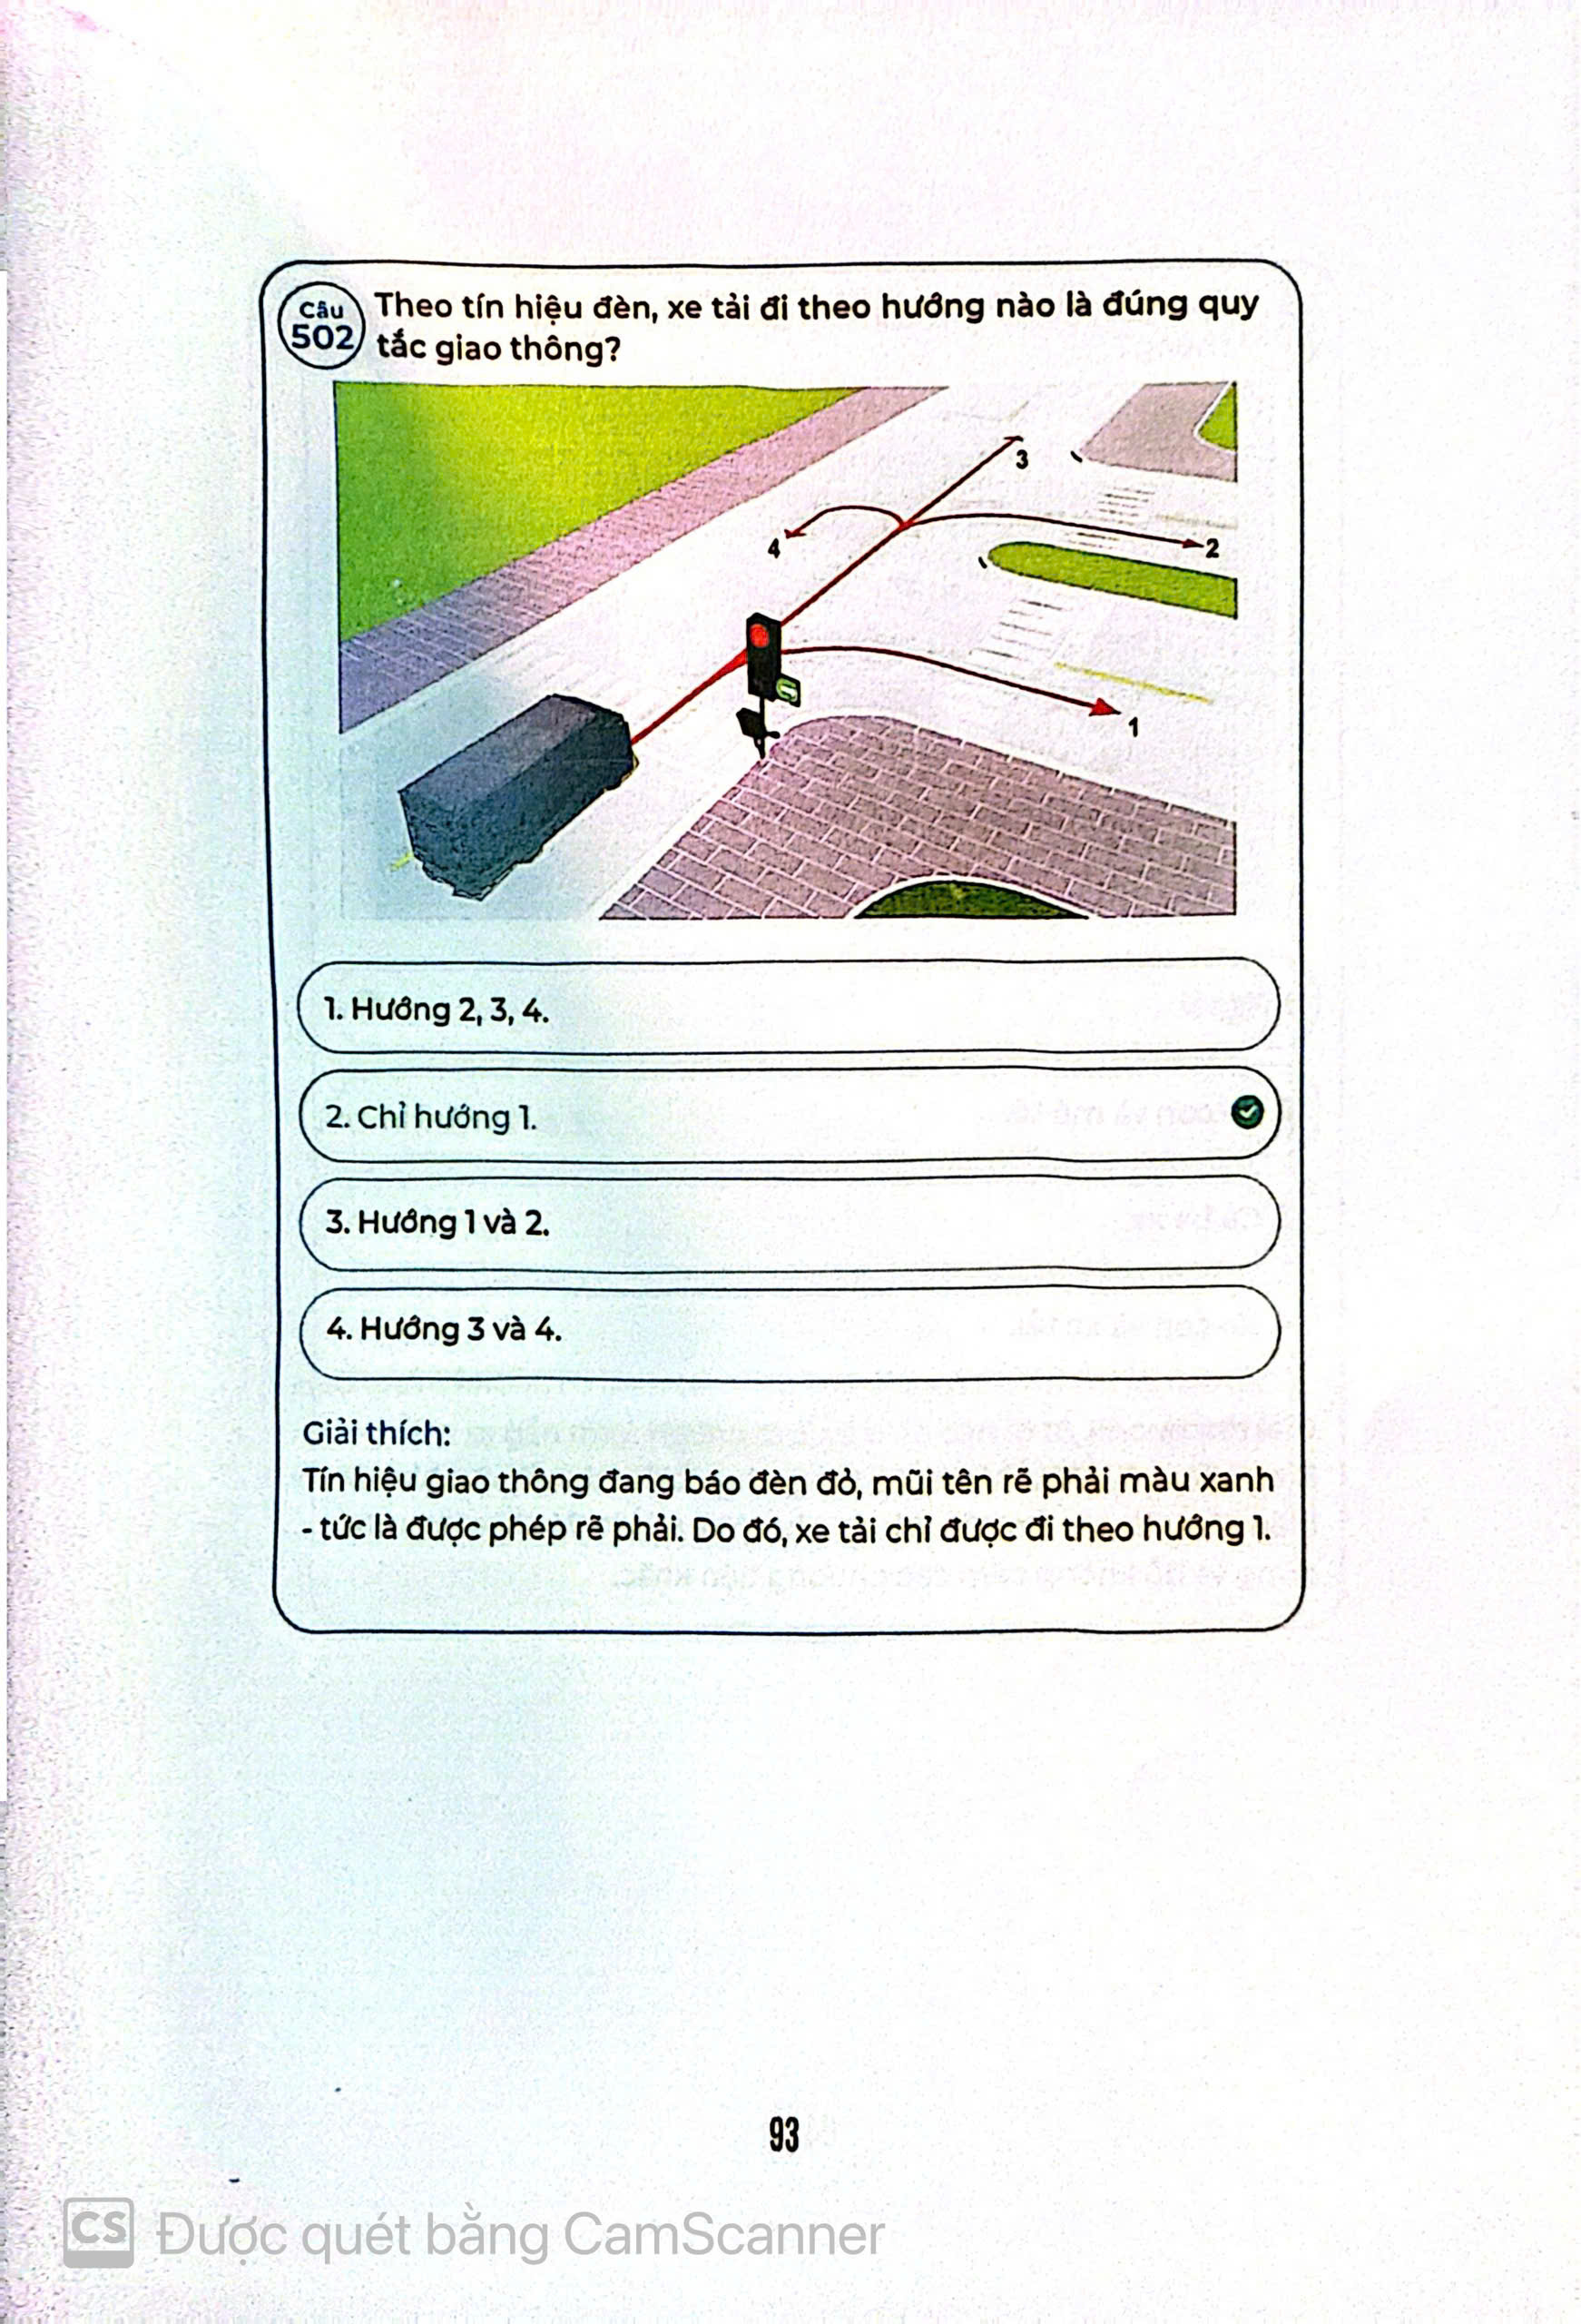 Câu
502
Theo tín hiệu đèn, xe tải đi theo hướng nào là đúng quy
tắc giao thông?
3
4
2
1
1. Hướng 2, 3, 4.
2. Chỉ hướng 1.
3. Hướng 1 và 2.
4. Hướng 3 và 4.
Giải thích:
Tín hiệu giao thông đang báo đèn đỏ, mũi tên rẽ phải màu xanh
- tức là được phép rẽ phải. Do đó, xe tải chỉ được đi theo hướng 1.
93
CS Được quét bằng CamScanner